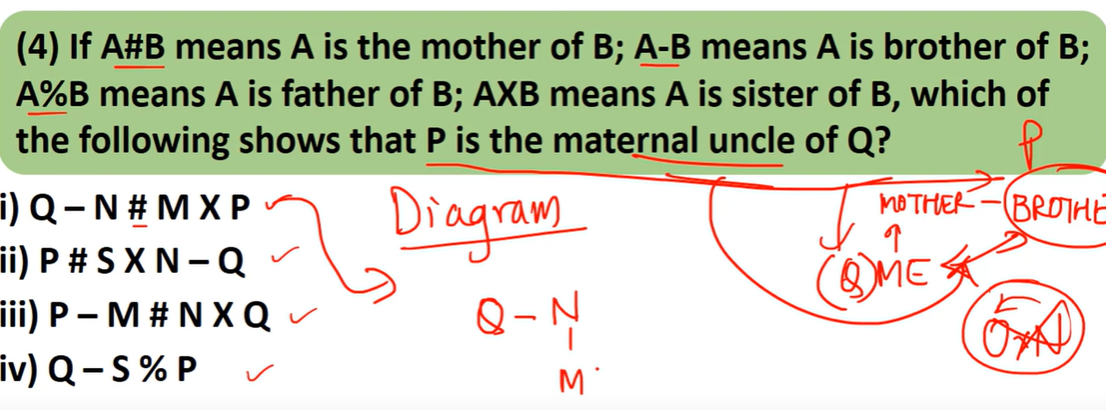 (4) If A#B means A is the mother of B; A-B means A is brother of B;
A%B means A is father of B; AXB means A is sister of B, which of
the following shows that P is the maternal uncle of Q?
i) Q – N # M X P
ii) P # S X N – Q
iii) P – M # N X Q
iv) Q – S % P
Diagram
Q - N
M
P
MOTHER - BROTHE
(Q) ME